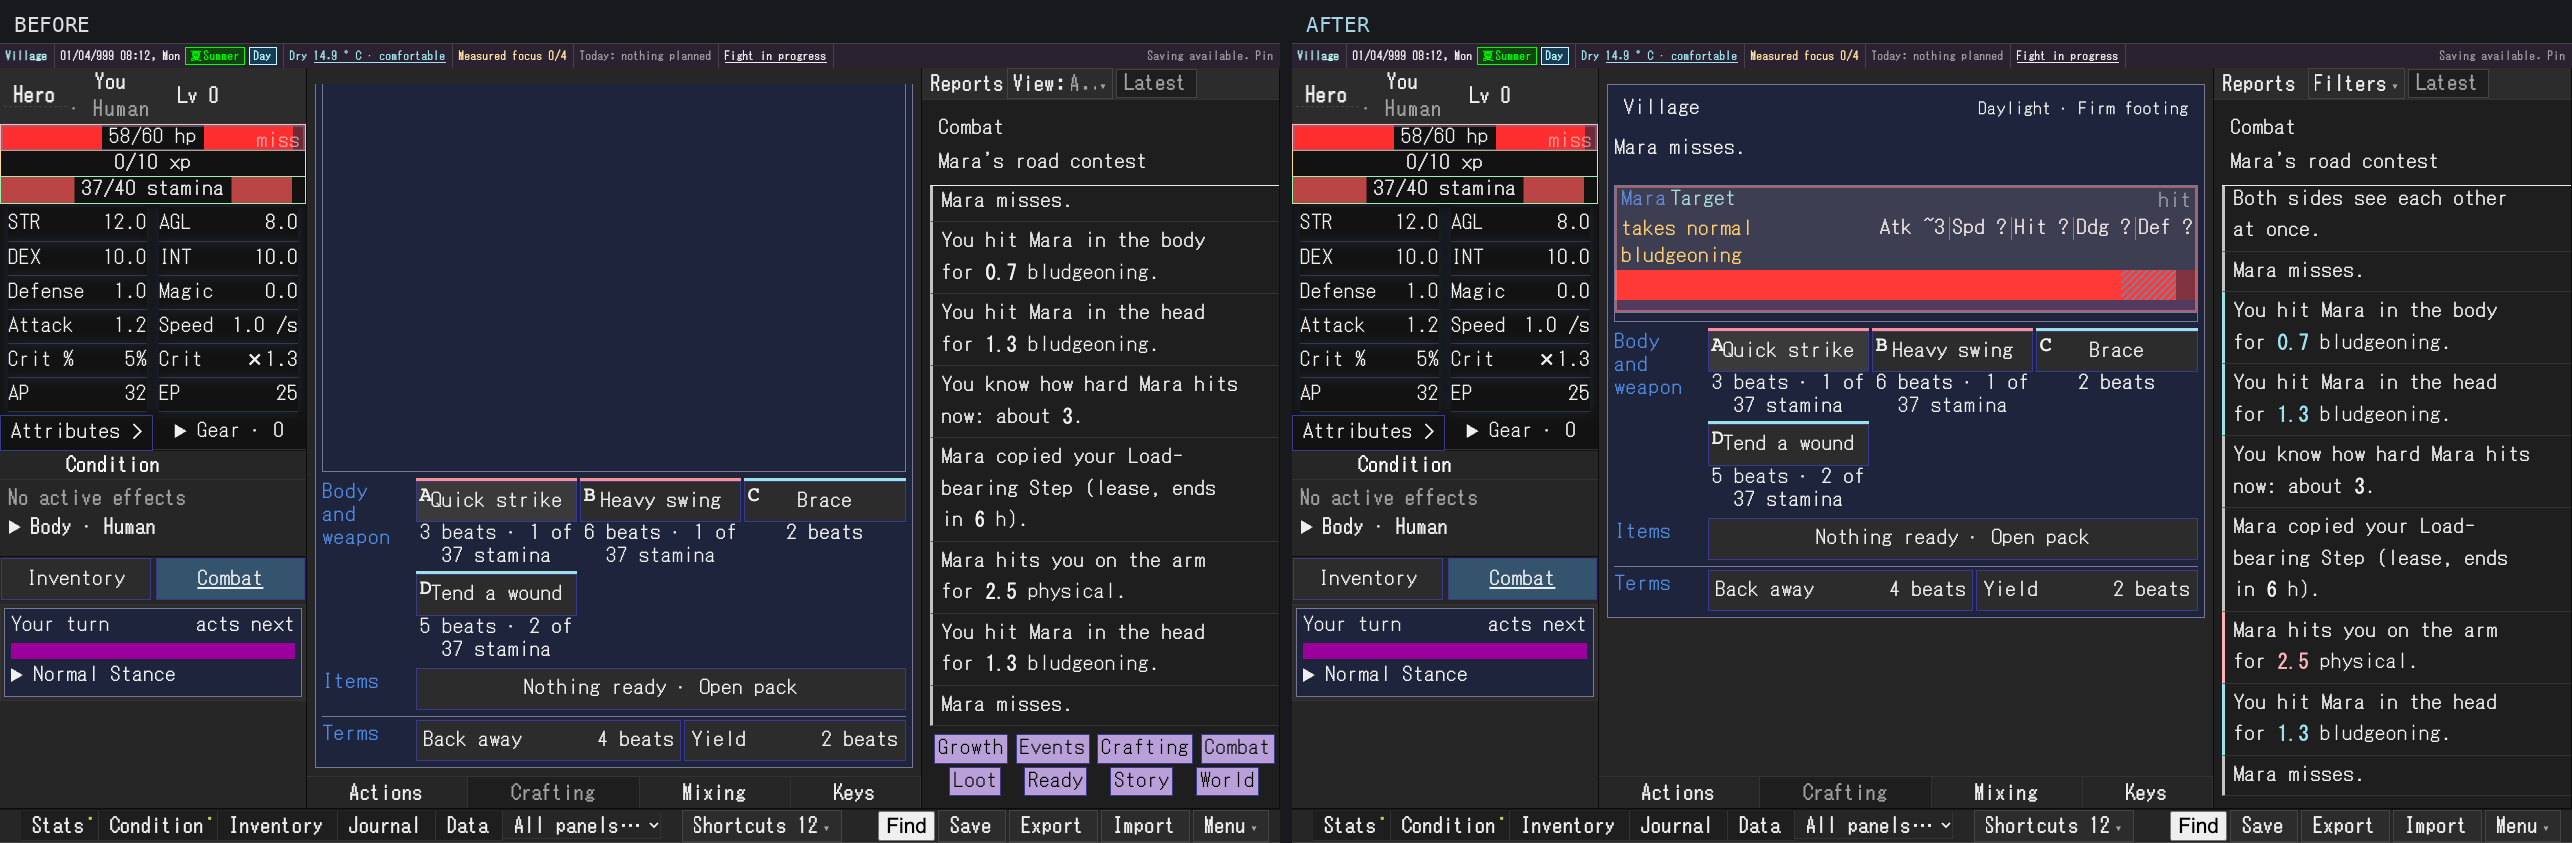 BEFORE
Village 01/04/999 08:12, Mon 夏Summer Day Dry 14.9 ° C · comfortable Measured focus 0/4 Today: nothing planned Fight in progress Saving available. Pin
Hero · You Human Lv 0
58/60 hp miss
0/10 xp
37/40 stamina
STR 12.0 AGL 8.0
DEX 10.0 INT 10.0
Defense 1.0 Magic 0.0
Attack 1.2 Speed 1.0 /s
Crit % 5% Crit ×1.3
AP 32 EP 25
Attributes > ▶ Gear · 0
Condition
No active effects
▶ Body · Human
Inventory Combat
Your turn acts next
▶ Normal Stance
Body and weapon
A Quick strike B Heavy swing C Brace
3 beats · 1 of 37 stamina 6 beats · 1 of 37 stamina 2 beats
D Tend a wound
5 beats · 2 of 37 stamina
Items Nothing ready · Open pack
Terms Back away 4 beats Yield 2 beats
Actions Crafting Mixing Keys
Reports View: A..▾ Latest
Combat
Mara's road contest
Mara misses.
You hit Mara in the body
for 0.7 bludgeoning.
You hit Mara in the head
for 1.3 bludgeoning.
You know how hard Mara hits
now: about 3.
Mara copied your Load-
bearing Step (lease, ends
in 6 h).
Mara hits you on the arm
for 2.5 physical.
You hit Mara in the head
for 1.3 bludgeoning.
Mara misses.
Growth Events Crafting Combat
Loot Ready Story World
Stats Condition Inventory Journal Data All panels… Shortcuts 12 ▾ Find Save Export Import Menu ▾
AFTER
Village 01/04/999 08:12, Mon 夏Summer Day Dry 14.9 ° C · comfortable Measured focus 0/4 Today: nothing planned Fight in progress Saving available. Pin
Hero · You Human Lv 0
58/60 hp miss
0/10 xp
37/40 stamina
STR 12.0 AGL 8.0
DEX 10.0 INT 10.0
Defense 1.0 Magic 0.0
Attack 1.2 Speed 1.0 /s
Crit % 5% Crit ×1.3
AP 32 EP 25
Attributes > ▶ Gear · 0
Condition
No active effects
▶ Body · Human
Inventory Combat
Your turn acts next
▶ Normal Stance
Village Daylight · Firm footing
Mara misses.
Mara Target hit
takes normal bludgeoning Atk ~3 Spd ? Hit ? Ddg ? Def ?
Body and weapon
A Quick strike B Heavy swing C Brace
3 beats · 1 of 37 stamina 6 beats · 1 of 37 stamina 2 beats
D Tend a wound
5 beats · 2 of 37 stamina
Items Nothing ready · Open pack
Terms Back away 4 beats Yield 2 beats
Actions Crafting Mixing Keys
Reports Filters ▾ Latest
Combat
Mara's road contest
Both sides see each other
at once.
Mara misses.
You hit Mara in the body
for 0.7 bludgeoning.
You hit Mara in the head
for 1.3 bludgeoning.
You know how hard Mara hits
now: about 3.
Mara copied your Load-
bearing Step (lease, ends
in 6 h).
Mara hits you on the arm
for 2.5 physical.
You hit Mara in the head
for 1.3 bludgeoning.
Mara misses.
Stats Condition Inventory Journal Data All panels… Shortcuts 12 ▾ Find Save Export Import Menu ▾